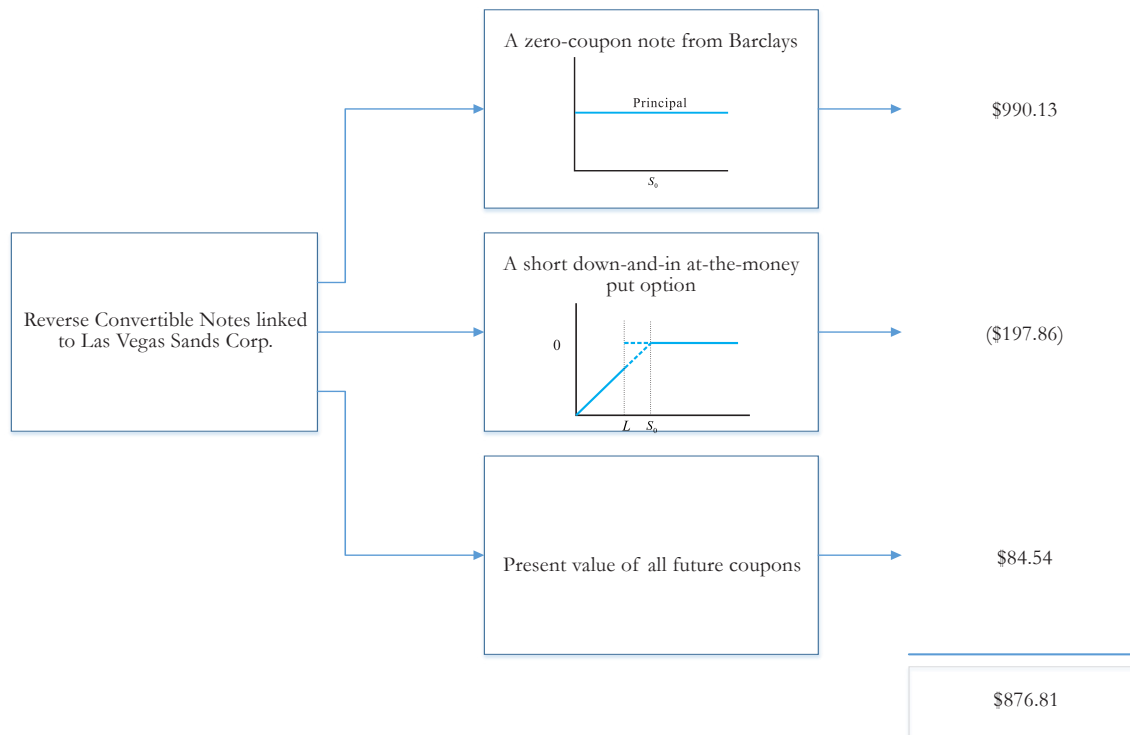 A zero-coupon note from Barclays
Principal
S₀
$990.13
Reverse Convertible Notes linked
to Las Vegas Sands Corp.
A short down-and-in at-the-money
put option
0
L S₀
($197.86)
Present value of all future coupons
$84.54
$876.81